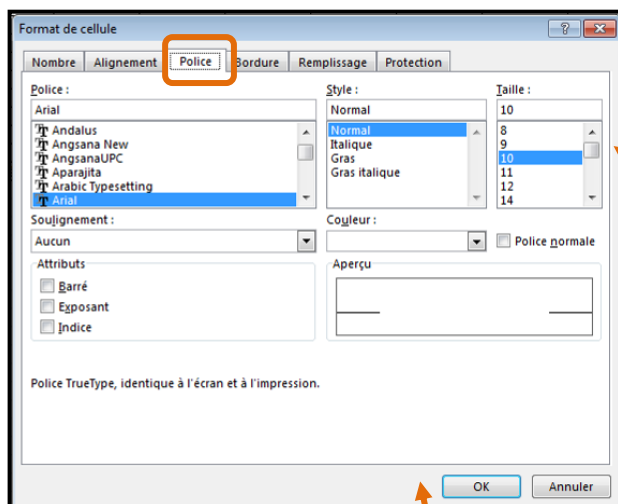 Format de cellule
Nombre Alignement Police Bordure Remplissage Protection
Police : Style : Taille :
Arial Normal 10
Andalus Normal 8
Angsana New Italique 9
AngsanaUPC Gras 10
Aparajita Gras italique 11
Arabic Typesetting 12
Arial 14
Soulignement : Couleur :
Aucun Police normale
Attributs Aperçu
Barré
Exposant
Indice
Police TrueType, identique à l'écran et à l'impression.
OK Annuler